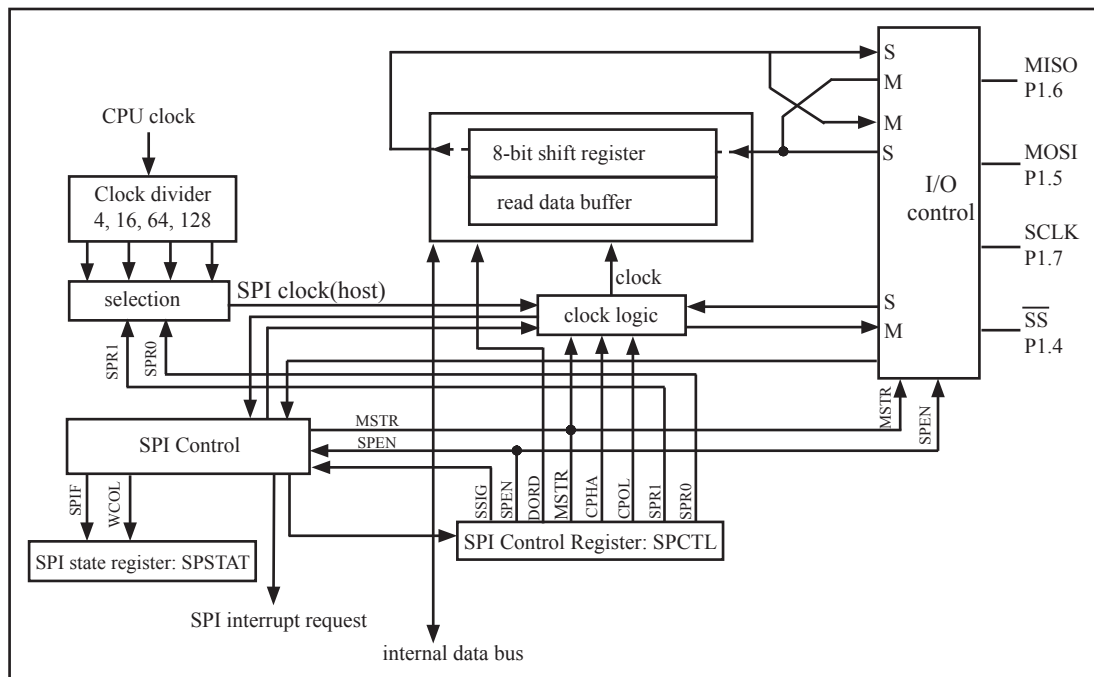 S
MISO
P1.6
M
CPU clock
M
8-bit shift register
S
MOSI
P1.5
I/O
control
Clock divider
4, 16, 64, 128
read data buffer
SCLK
P1.7
clock
selection
SPI clock(host)
clock logic
S
M
SS
P1.4
SPR1
SPR0
MSTR
SPEN
SPI Control
MSTR
SPEN
SPIF
WCOL
SSIG
SPEN
DORD
MSTR
CPHA
CPOL
SPR1
SPR0
SPI Control Register: SPCTL
SPI state register: SPSTAT
SPI interrupt request
internal data bus